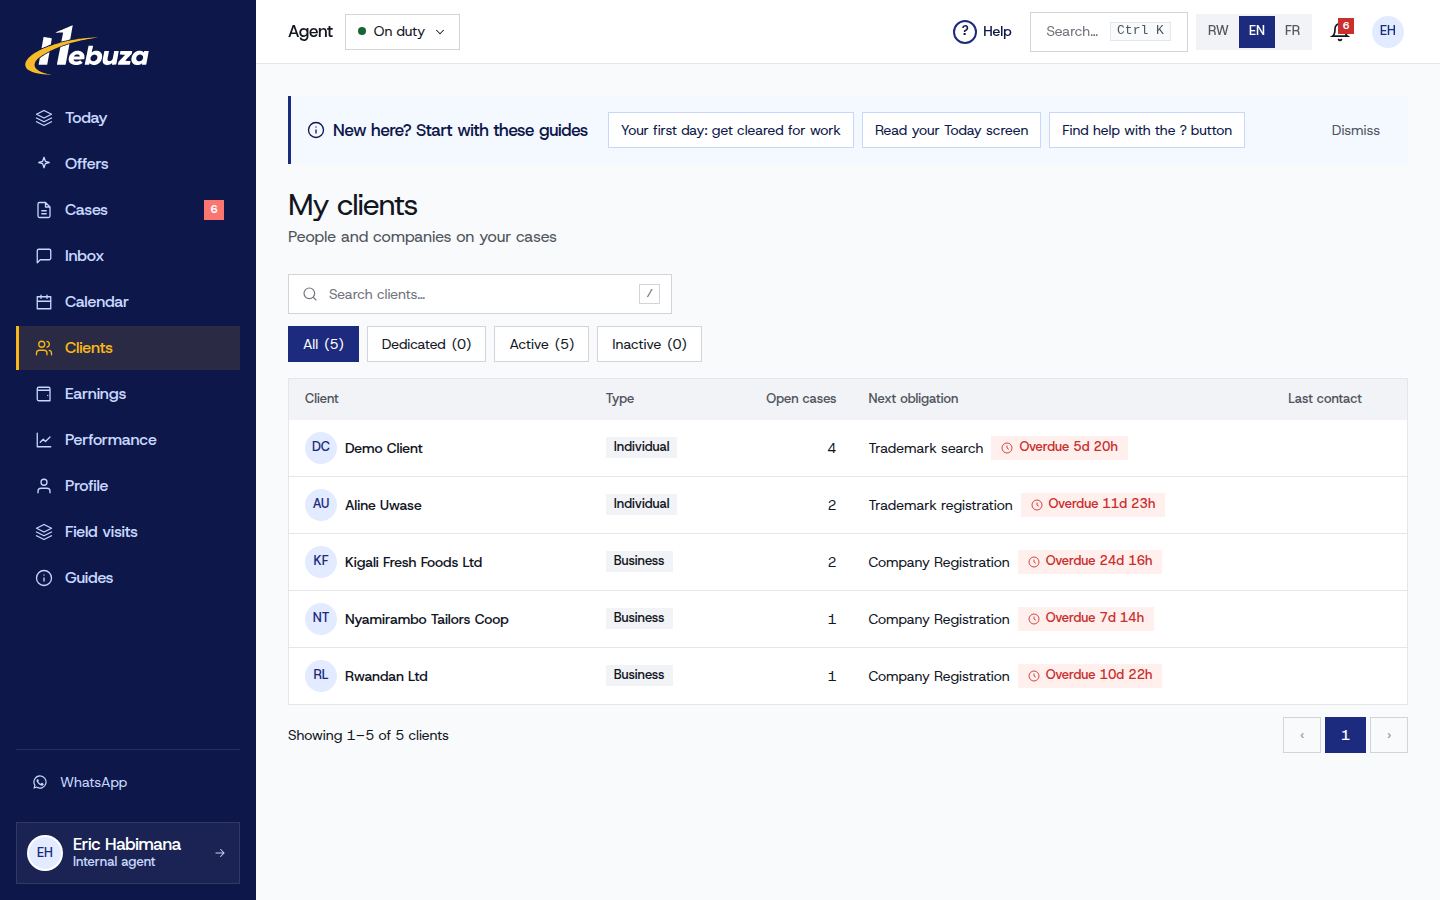 Hebuza
Today
Offers
Cases 6
Inbox
Calendar
Clients
Earnings
Performance
Profile
Field visits
Guides
WhatsApp
EH
Eric Habimana
Internal agent
Agent On duty ? Help Search... Ctrl K RW EN FR 6 EH
New here? Start with these guides Your first day: get cleared for work Read your Today screen Find help with the ? button Dismiss
My clients
People and companies on your cases
Search clients... /
All (5) Dedicated (0) Active (5) Inactive (0)
Client Type Open cases Next obligation Last contact
DC Demo Client Individual 4 Trademark search Overdue 5d 20h
AU Aline Uwase Individual 2 Trademark registration Overdue 11d 23h
KF Kigali Fresh Foods Ltd Business 2 Company Registration Overdue 24d 16h
NT Nyamirambo Tailors Coop Business 1 Company Registration Overdue 7d 14h
RL Rwandan Ltd Business 1 Company Registration Overdue 10d 22h
Showing 1–5 of 5 clients ‹ 1 ›